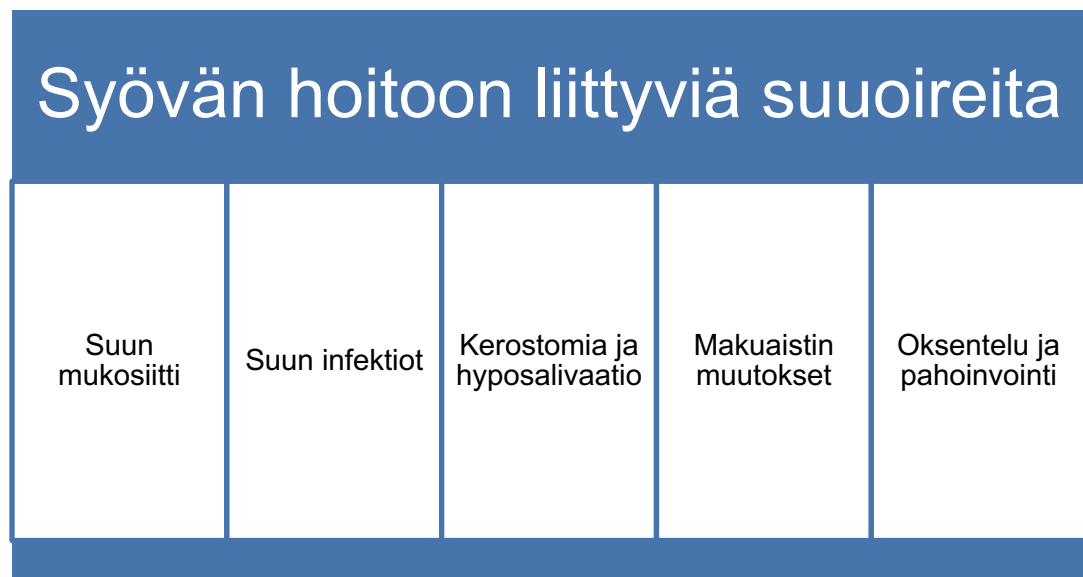 Syövän hoitoon liittyviä suuoireita
Suun
mukosiitti
Suun infektiot
Kerostomia ja
hyposalivaatio
Makuaistin
muutokset
Oksentelu ja
pahoinvointi